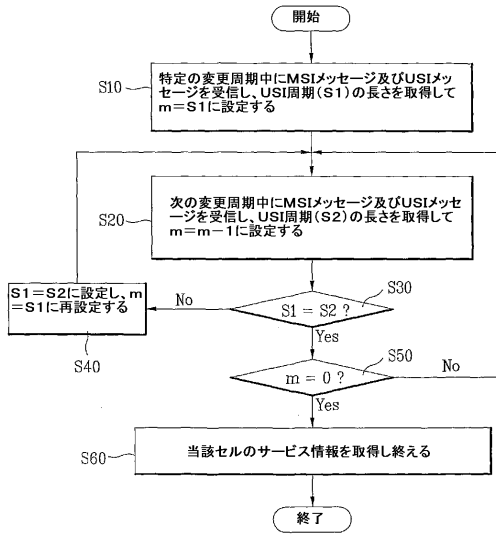 開始
S10
特定の変更周期中にMSIメッセージ及びUSIメッ
セージを受信し、USI周期(S1)の長さを取得して
m=S1に設定する
S20
次の変更周期中にMSIメッセージ及びUSIメッセ
ージを受信し、USI周期(S2)の長さを取得して
m=m-1に設定する
S30
S1=S2?
No
Yes
S1=S2に設定し、m
=S1に再設定する
S40
S50
m=0?
No
Yes
S60
当該セルのサービス情報を取得し終える
終了